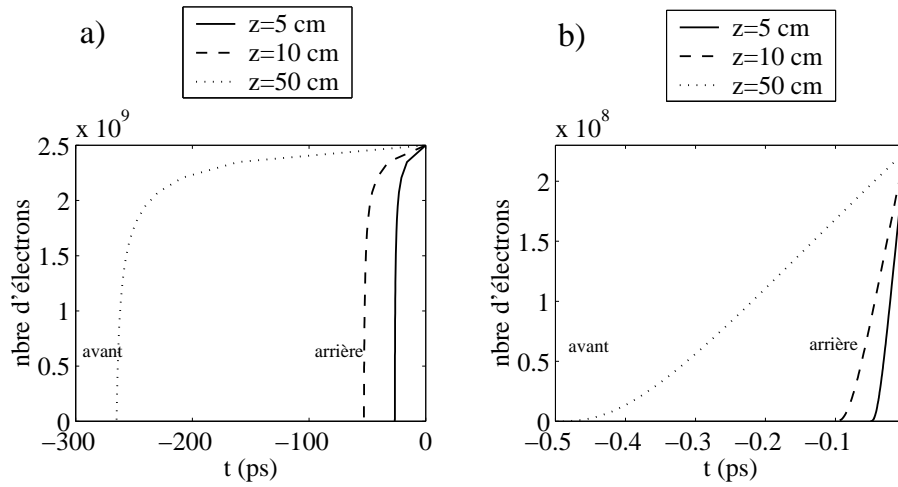 a)
z=5 cm
z=10 cm
z=50 cm
x 10^9
2.5
2
1.5
1
0.5
0
nbre d'électrons
avant
arrière
−300
−200
−100
0
t (ps)
b)
z=5 cm
z=10 cm
z=50 cm
x 10^8
2
1.5
1
0.5
0
nbre d'électrons
avant
arrière
−0.5
−0.4
−0.3
−0.2
−0.1
t (ps)